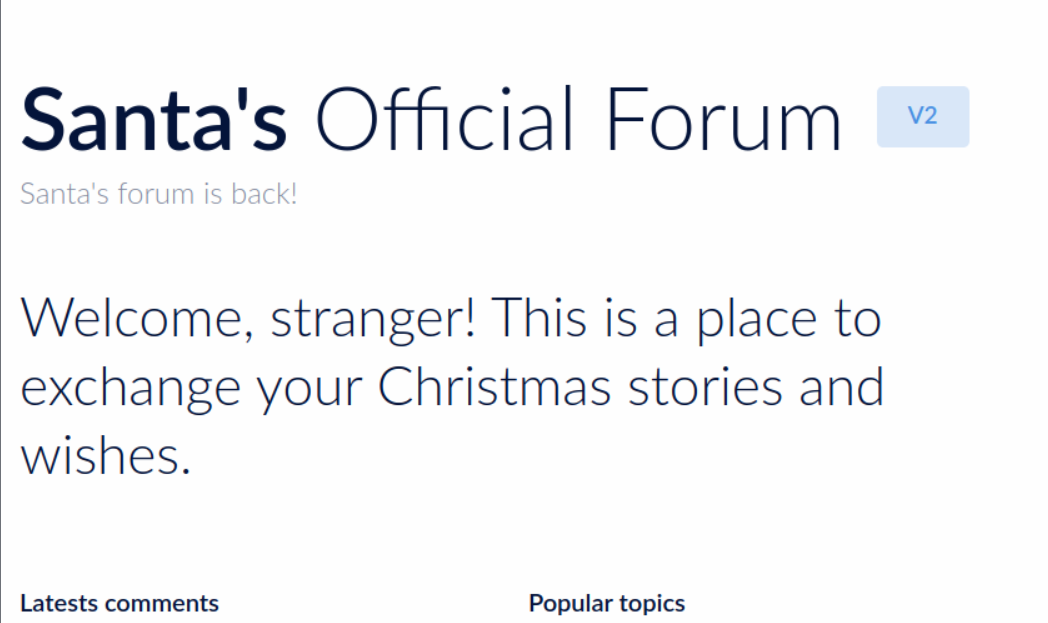 Santa's Official Forum V2
Santa's forum is back!
Welcome, stranger! This is a place to
exchange your Christmas stories and
wishes.
Latests comments
Popular topics